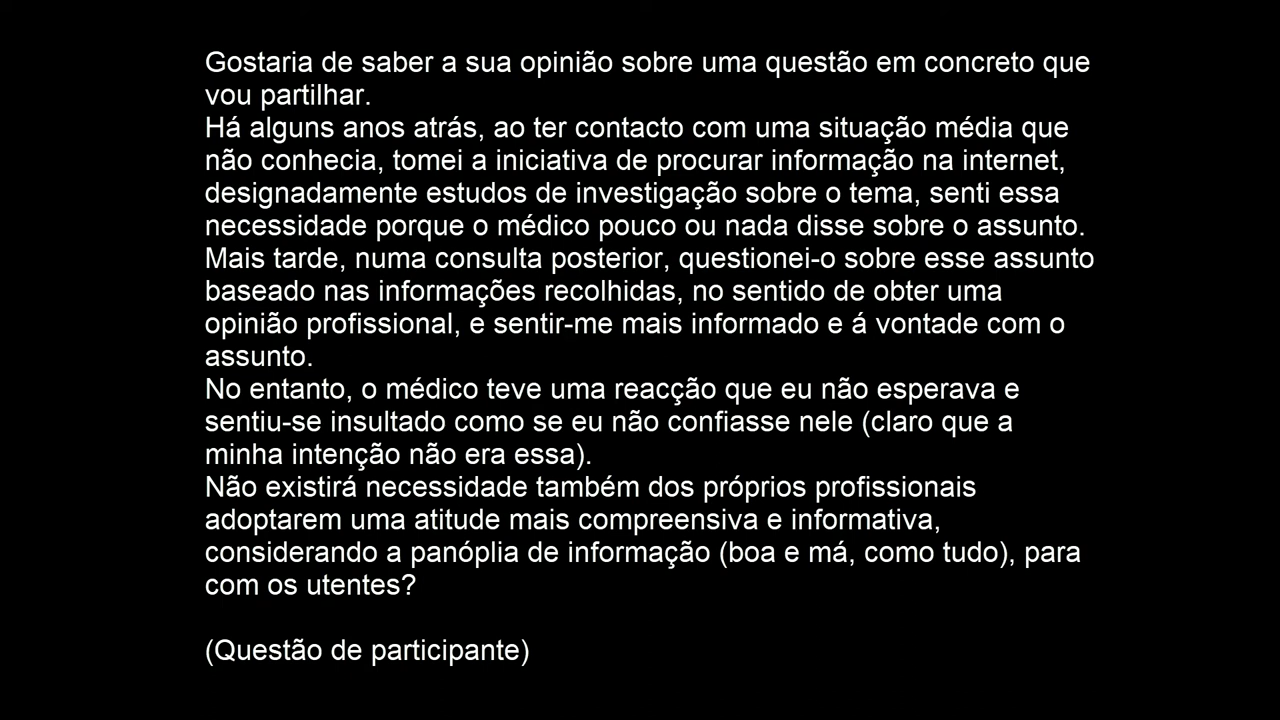 Gostaria de saber a sua opinião sobre uma questão em concreto que
vou partilhar.
Há alguns anos atrás, ao ter contacto com uma situação média que
não conhecia, tomei a iniciativa de procurar informação na internet,
designadamente estudos de investigação sobre o tema, senti essa
necessidade porque o médico pouco ou nada disse sobre o assunto.
Mais tarde, numa consulta posterior, questionei-o sobre esse assunto
baseado nas informações recolhidas, no sentido de obter uma
opinião profissional, e sentir-me mais informado e á vontade com o
assunto.
No entanto, o médico teve uma reacção que eu não esperava e
sentiu-se insultado como se eu não confiasse nele (claro que a
minha intenção não era essa).
Não existirá necessidade também dos próprios profissionais
adoptarem uma atitude mais compreensiva e informativa,
considerando a panóplia de informação (boa e má, como tudo), para
com os utentes?
(Questão de participante)